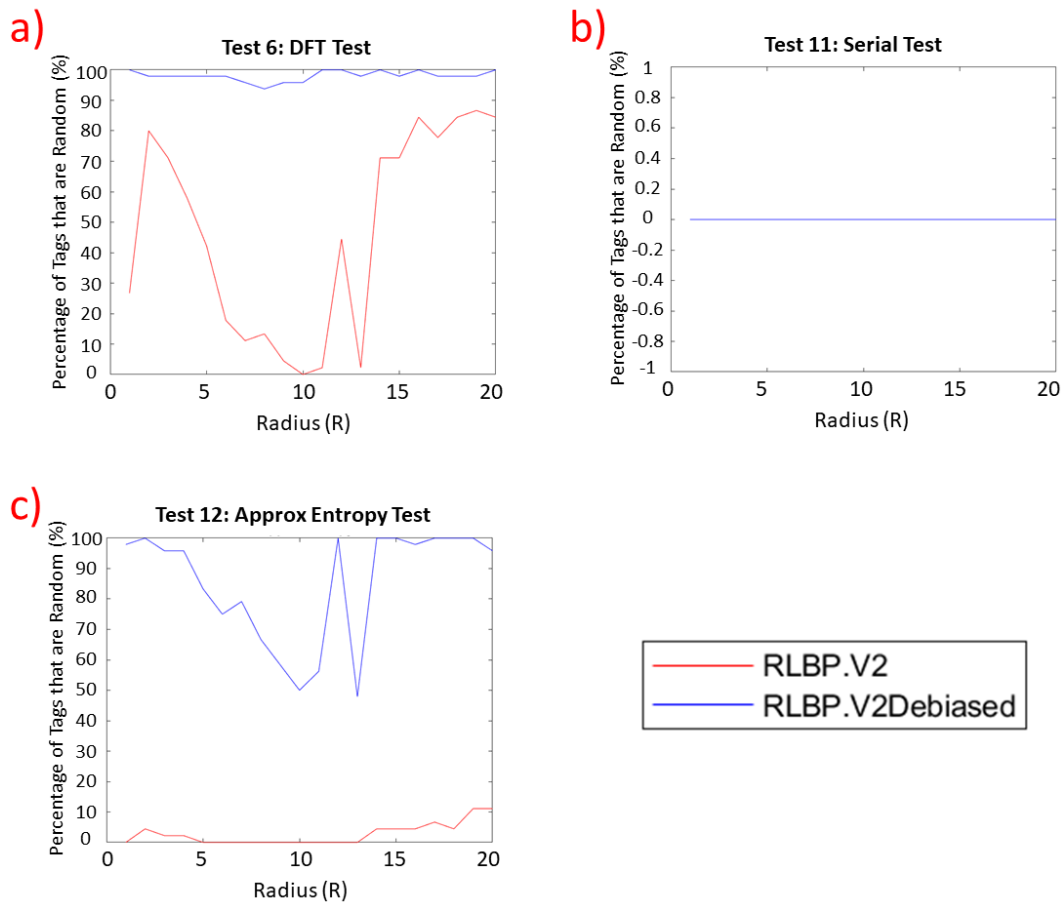 a)
Test 6: DFT Test
Percentage of Tags that are Random (%)
100
90
80
70
60
50
40
30
20
10
0
0 5 10 15 20
Radius (R)
b)
Test 11: Serial Test
Percentage of Tags that are Random (%)
1
0.8
0.6
0.4
0.2
0
-0.2
-0.4
-0.6
-0.8
-1
0 5 10 15 20
Radius (R)
c)
Test 12: Approx Entropy Test
Percentage of Tags that are Random (%)
100
90
80
70
60
50
40
30
20
10
0
0 5 10 15 20
Radius (R)
RLBP.V2
RLBP.V2Debiased